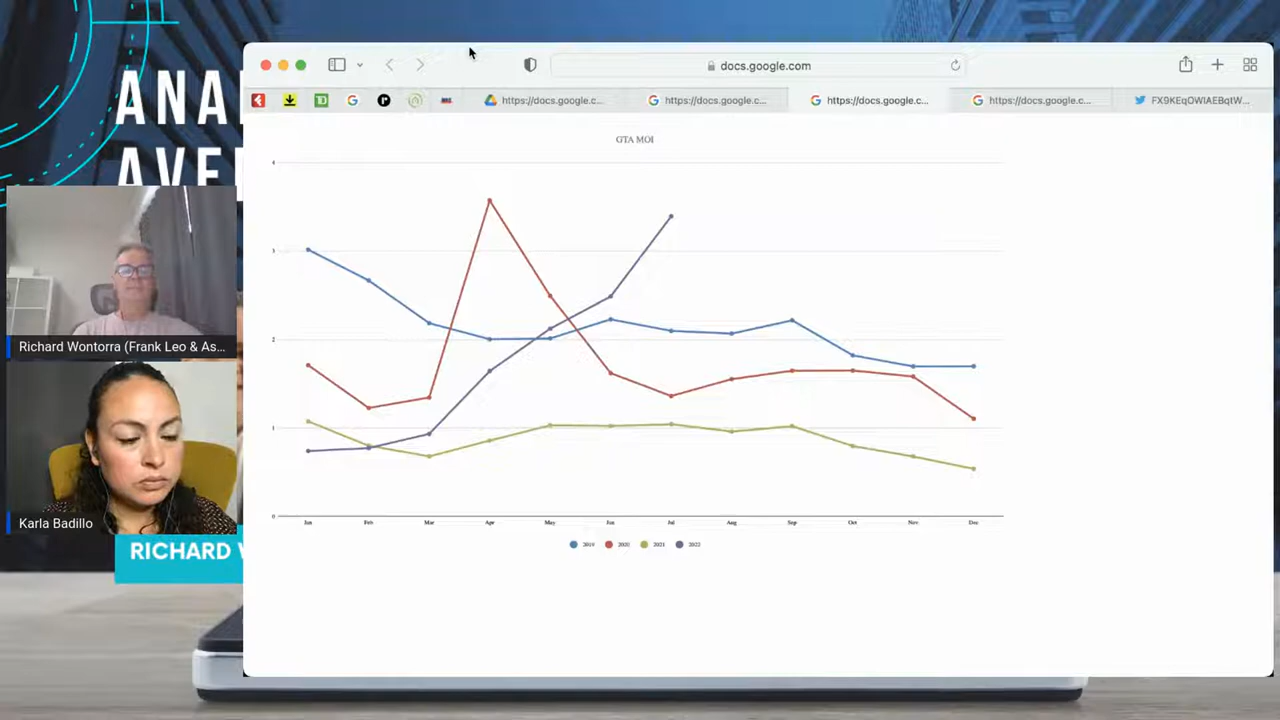 ANA
AVE
docs.google.com
https://docs.google.c...
https://docs.google.c...
https://docs.google.c...
https://docs.google.c...
FX9KEqOWIAEBqtW...
GTA MOI
4
3
2
1
0
Jan Feb Mar Apr May Jun Jul Aug Sep Oct Nov Dec
2019 2020 2021 2022
Richard Wontorra (Frank Leo & As...
Karla Badillo
RICHARD